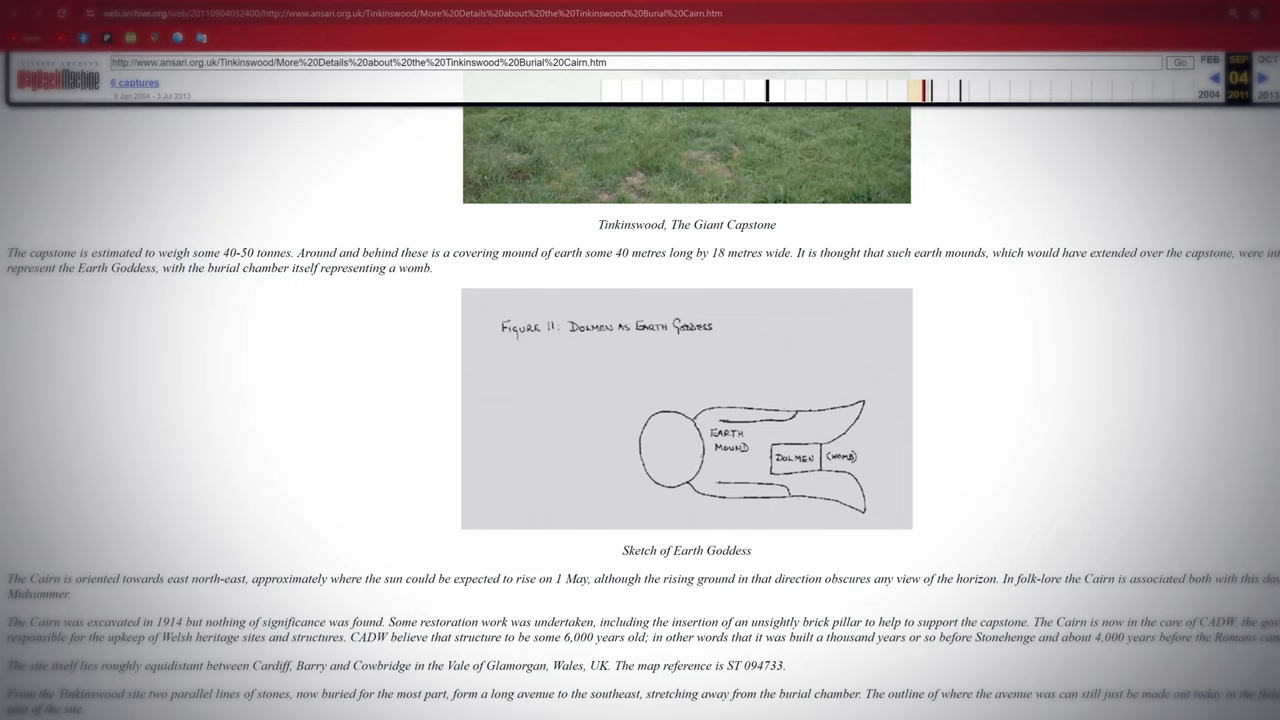 web.archive.org/web/20110904032400/http://www.ansari.org.uk/Tinkinswood/More%20Details%20about%20the%20Tinkinswood%20Burial%20Cairn.htm
INTERNET ARCHIVE
WayBackMachine
http://www.ansari.org.uk/Tinkinswood/More%20Details%20about%20the%20Tinkinswood%20Burial%20Cairn.htm
Go
FEB SEP OCT
6 captures
04
9 Jan 2004 - 3 Jul 2013
2004 2011 2013
Tinkinswood, The Giant Capstone
The capstone is estimated to weigh some 40-50 tonnes. Around and behind these is a covering mound of earth some 40 metres long by 18 metres wide. It is thought that such earth mounds, which would have extended over the capstone, were int
represent the Earth Goddess, with the burial chamber itself representing a womb.
FIGURE 11: DOLMEN AS EARTH GODDESS
EARTH
MOUND
DOLMEN (WOMB)
Sketch of Earth Goddess
The Cairn is oriented towards east north-east, approximately where the sun could be expected to rise on 1 May, although the rising ground in that direction obscures any view of the horizon. In folk-lore the Cairn is associated both with this day
Midsummer.
The Cairn was excavated in 1914 but nothing of significance was found. Some restoration work was undertaken, including the insertion of an unsightly brick pillar to help to support the capstone. The Cairn is now in the care of CADW, the gov
responsible for the upkeep of Welsh heritage sites and structures. CADW believe that structure to be some 6,000 years old; in other words that it was built a thousand years or so before Stonehenge and about 4,000 years before the Romans cam
The site itself lies roughly equidistant between Cardiff, Barry and Cowbridge in the Vale of Glamorgan, Wales, UK. The map reference is ST 094733.
From the Tinkinswood site two parallel lines of stones, now buried for the most part, form a long avenue to the southeast, stretching away from the burial chamber. The outline of where the avenue was can still just be made out today in the field
east of the site.